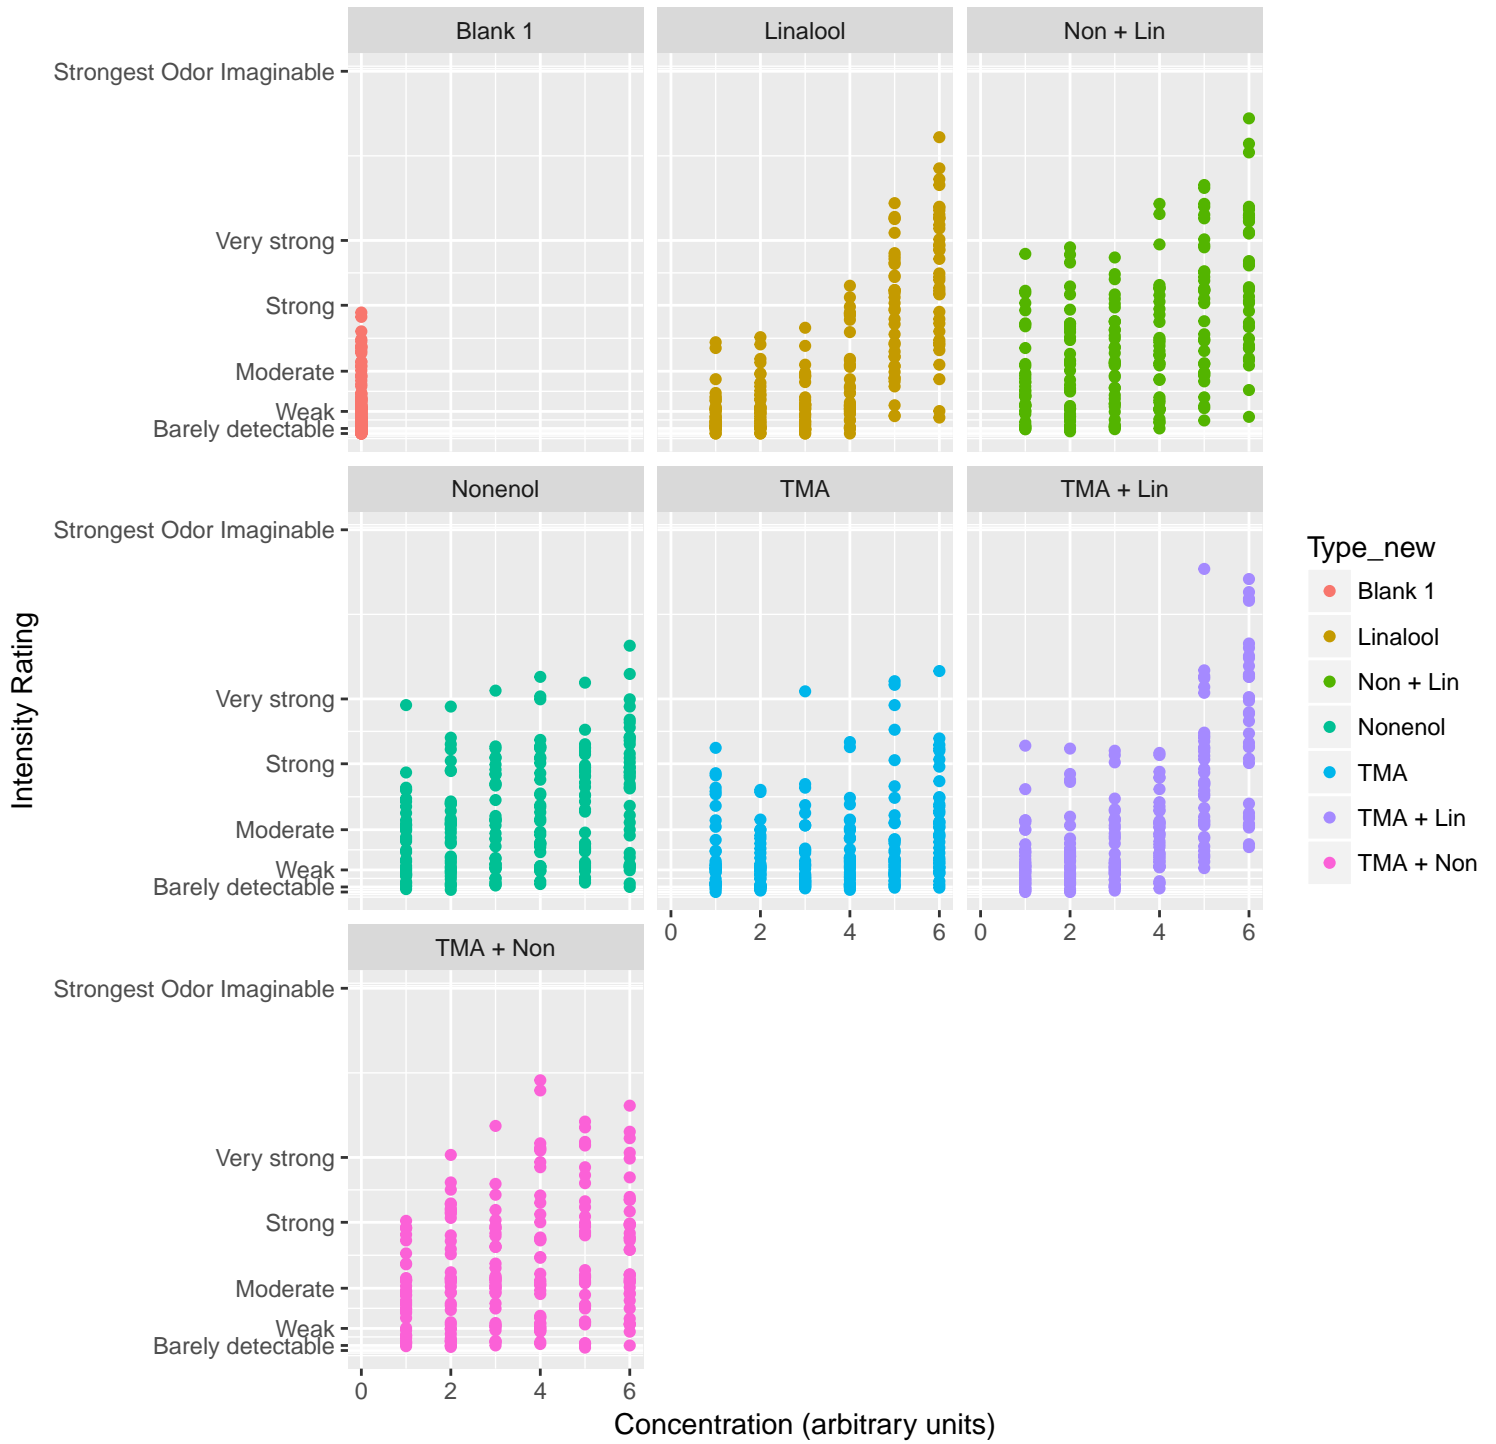 Blank 1
Linalool
Non + Lin
Strongest Odor Imaginable
Very strong
Strong
Moderate
Weak
Barely detectable
Nonenol
TMA
TMA + Lin
Strongest Odor Imaginable
Very strong
Strong
Moderate
Weak
Barely detectable
0 2 4 6
0 2 4 6
TMA + Non
Strongest Odor Imaginable
Very strong
Strong
Moderate
Weak
Barely detectable
0 2 4 6
Concentration (arbitrary units)
Intensity Rating
Type_new
Blank 1
Linalool
Non + Lin
Nonenol
TMA
TMA + Lin
TMA + Non